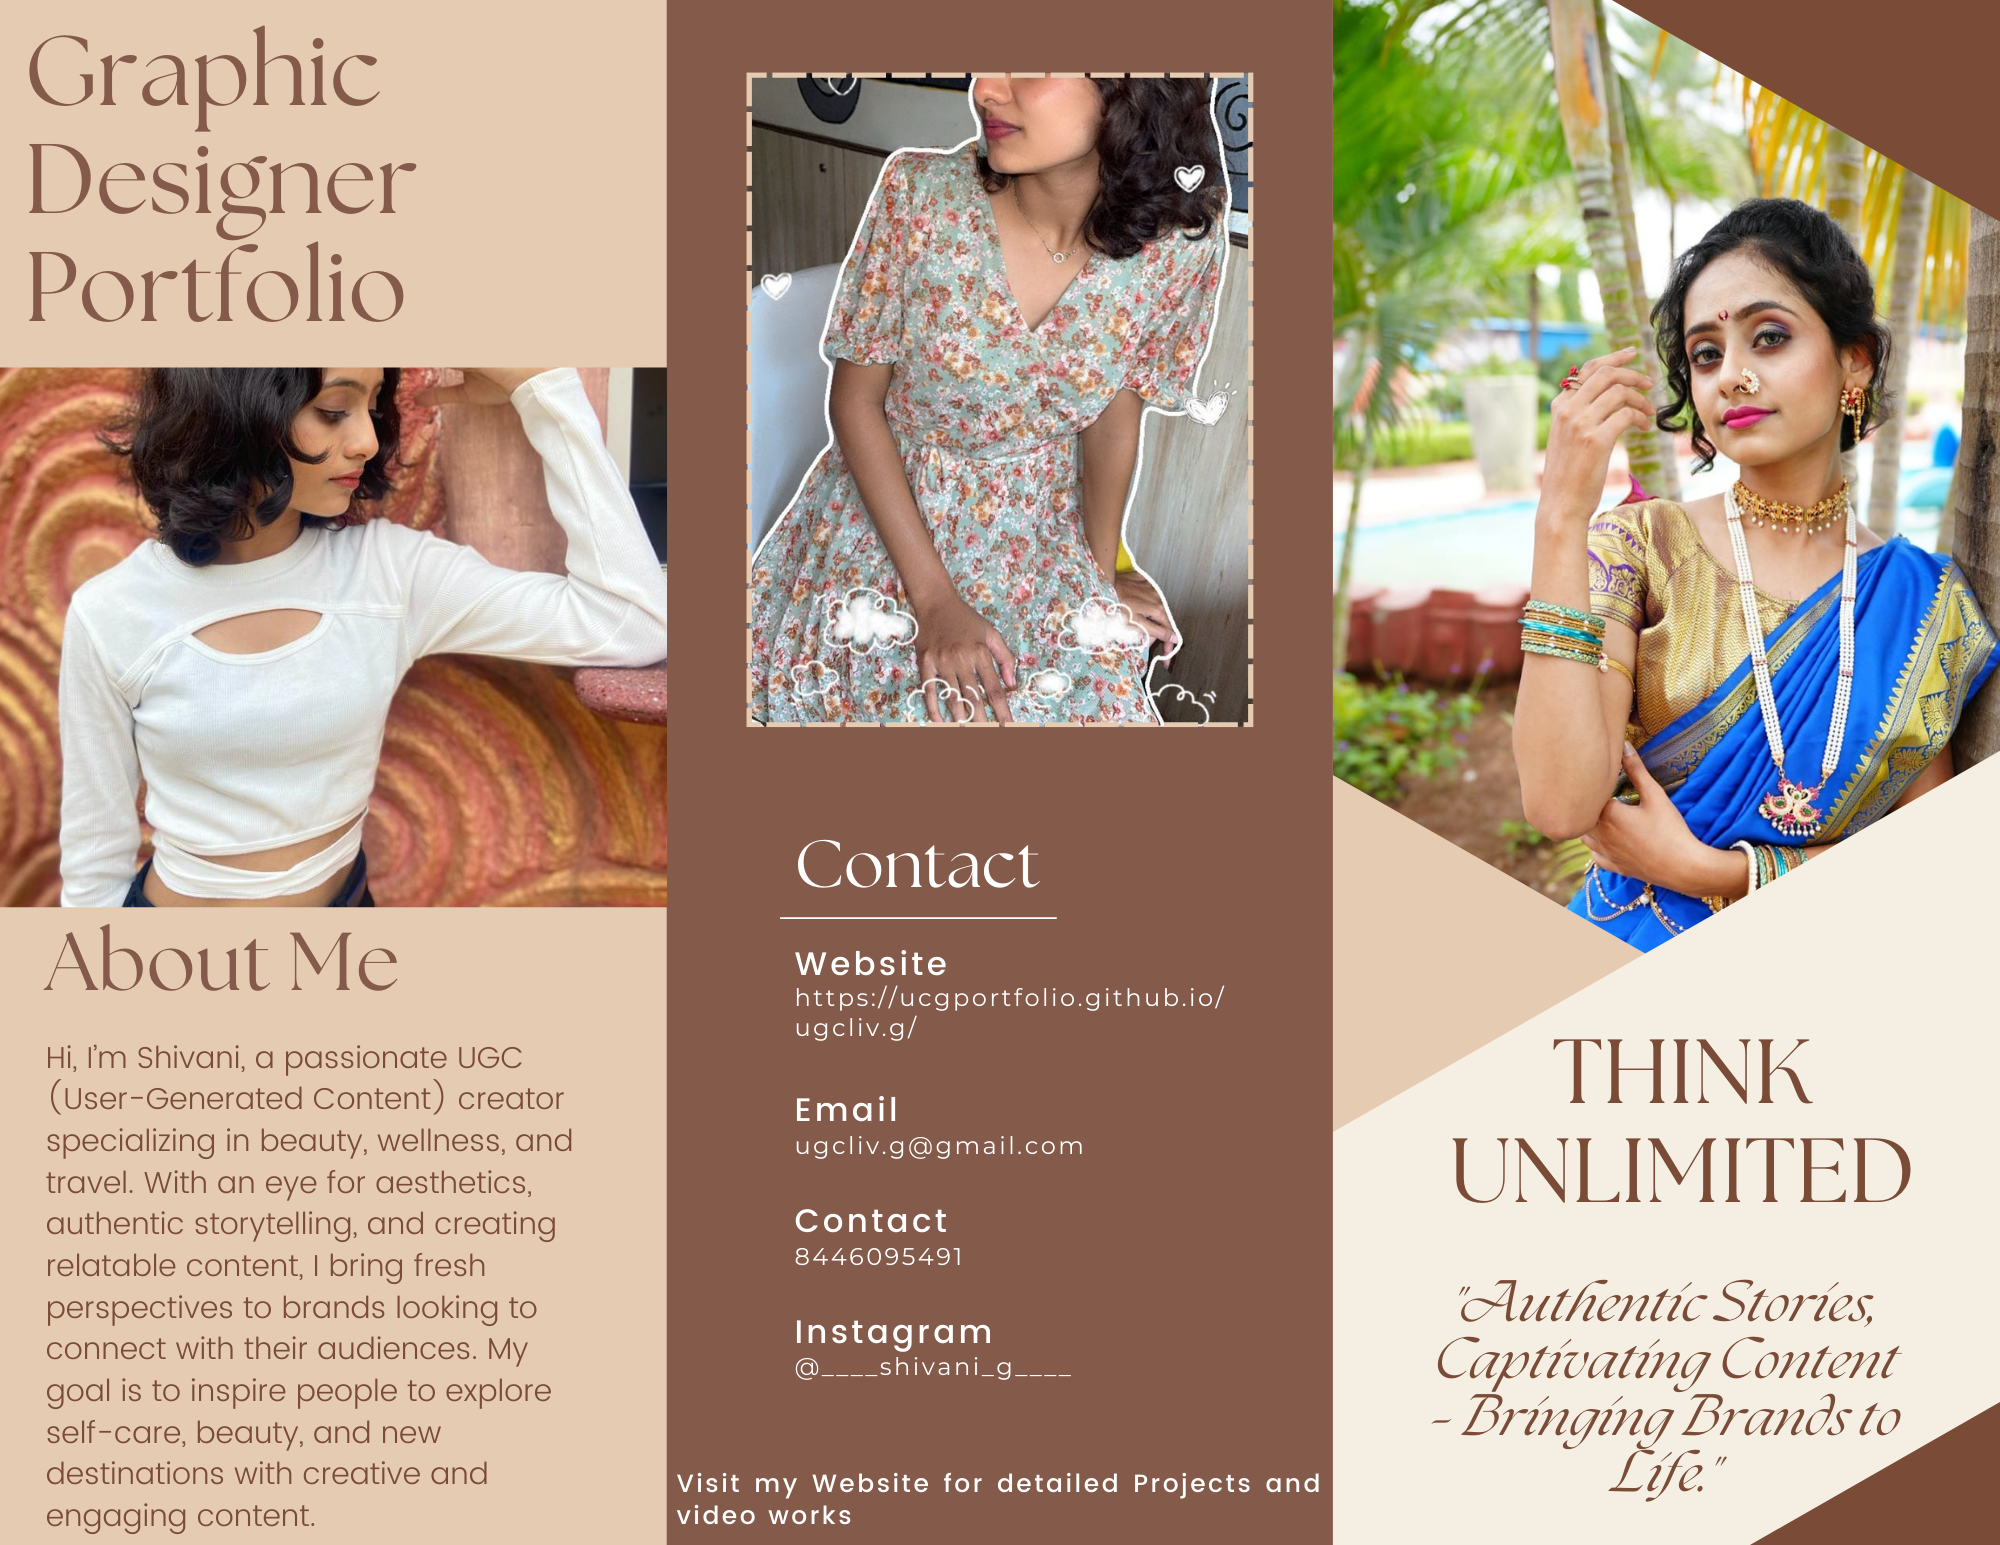 Graphic
Designer
Portfolio
About Me
Hi, I'm Shivani, a passionate UGC
(User-Generated Content) creator
specializing in beauty, wellness, and
travel. With an eye for aesthetics,
authentic storytelling, and creating
relatable content, I bring fresh
perspectives to brands looking to
connect with their audiences. My
goal is to inspire people to explore
self-care, beauty, and new
destinations with creative and
engaging content.
Contact
Website
https://ucgportfolio.github.io/
ugcliv.g/
Email
ugcliv.g@gmail.com
Contact
8446095491
Instagram
@____shivani_g____
Visit my Website for detailed Projects and
video works
THINK
UNLIMITED
"Authentic Stories,
Captivating Content
- Bringing Brands to
Life."